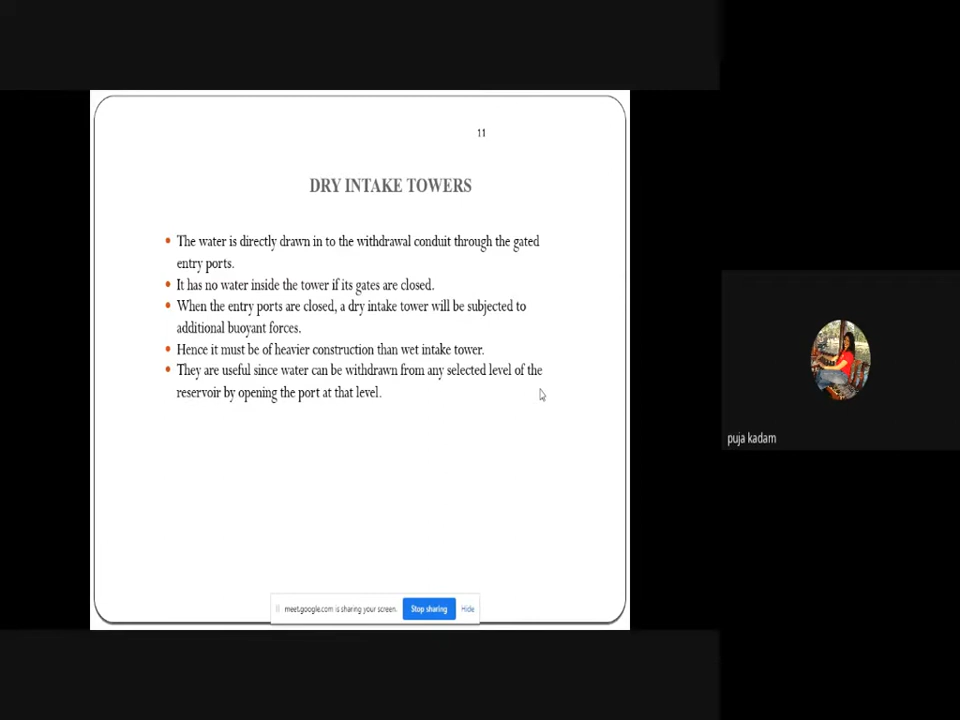 11
DRY INTAKE TOWERS
• The water is directly drawn in to the withdrawal conduit through the gated
entry ports.
• It has no water inside the tower if its gates are closed.
• When the entry ports are closed, a dry intake tower will be subjected to
additional buoyant forces.
• Hence it must be of heavier construction than wet intake tower.
• They are useful since water can be withdrawn from any selected level of the
reservoir by opening the port at that level.
meet.google.com is sharing your screen. Stop sharing Hide
puja kadam